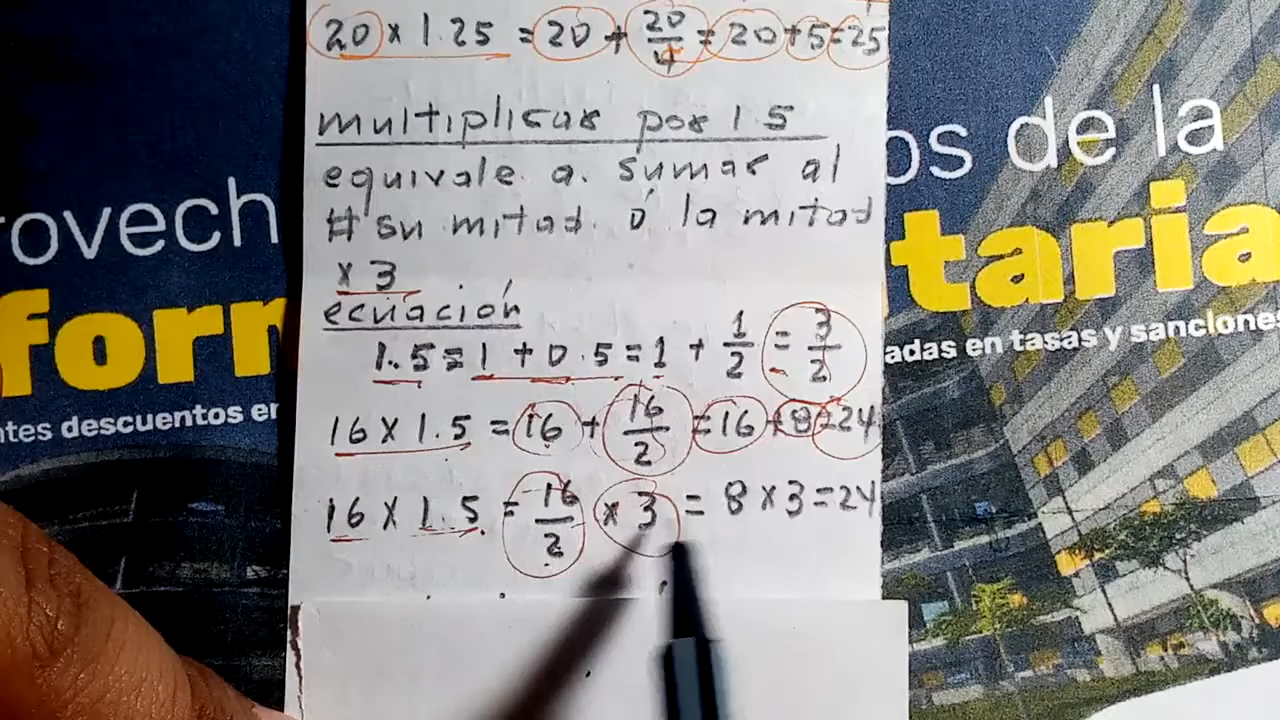 20 x 1.25 = 20 + 20/4 = 20 + 5 = 25
multiplicar por 1.5
equivale a. sumar al
# su mitad. ó la mitad
x 3
ecuación
1.5 = 1 + 0.5 = 1 + 1/2 = 3/2
16 x 1.5 = 16 + 16/2 = 16 + 8 = 24
16 x 1.5 = 16/2 x 3 = 8 x 3 = 24
rovech
forn
ntes descuentos en
os de la
taria
adas en tasas y sanciones